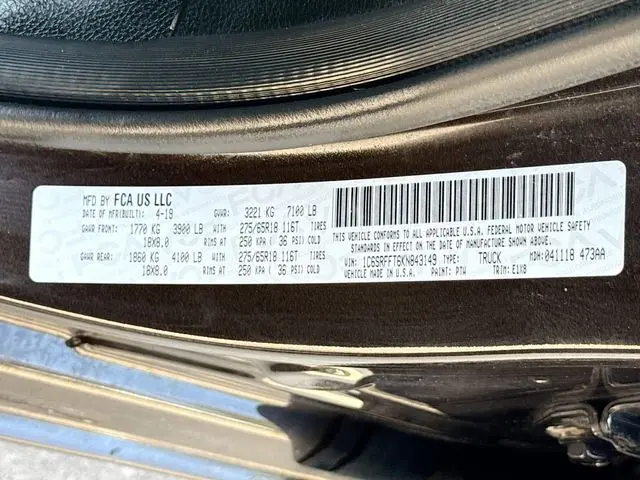 MFD BY FCA US LLC
DATE OF MFR(BUILT): 4-19 GVWR: 3221 KG 7100 LB
GAWR FRONT: 1770 KG 3900 LB WITH 275/65R18 116T TIRES
18X8.0 RIMS AT 250 KPA ( 36 PSI) COLD
GAWR REAR: 1860 KG 4100 LB WITH 275/65R18 116T TIRES
18X8.0 RIMS AT 250 KPA ( 36 PSI) COLD
THIS VEHICLE CONFORMS TO ALL APPLICABLE U.S.A. FEDERAL MOTOR VEHICLE SAFETY
STANDARDS IN EFFECT ON THE DATE OF MANUFACTURE SHOWN ABOVE.
VIN: 1C6SRFFT6KN843149 TYPE: TRUCK MDH: 041118 473AA
PAINT: PTW TRIM: E1X8